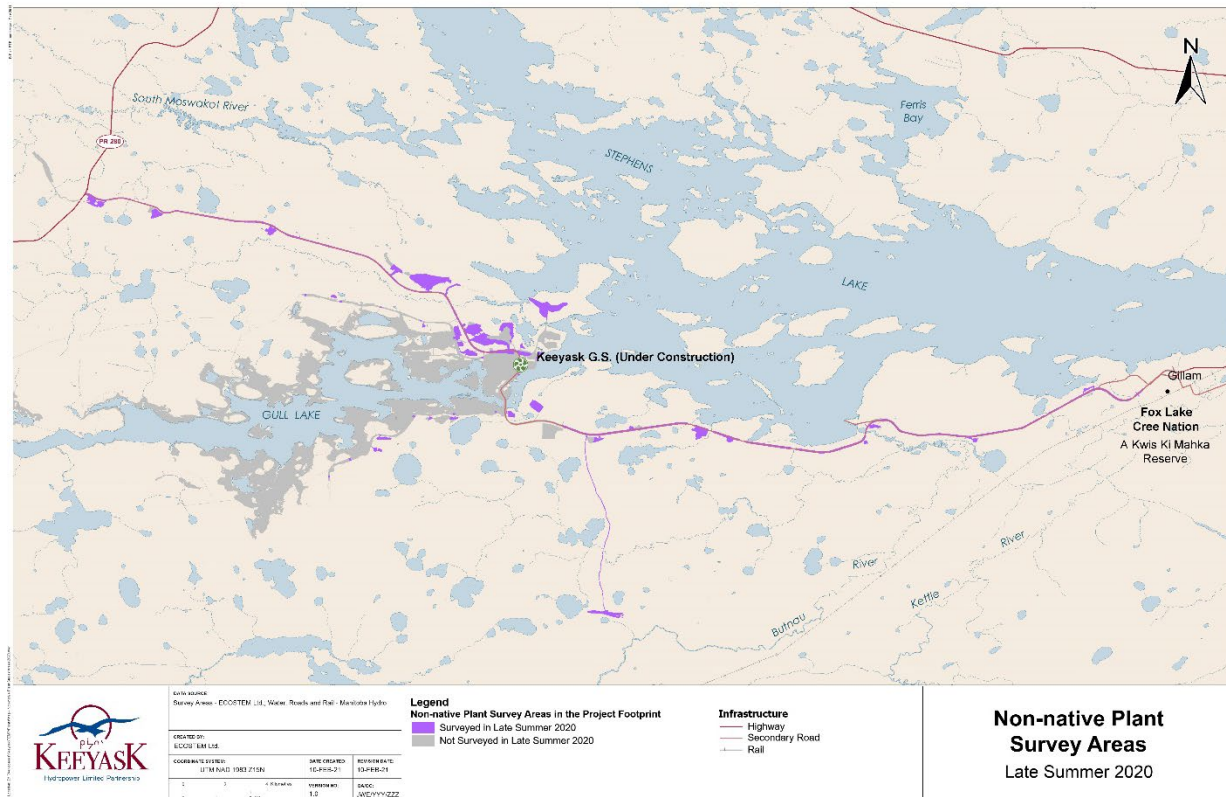 N
South Moswakot River
Ferris
Bay
PR 280
STEPHENS
LAKE
Keeyask G.S. (Under Construction)
GULL LAKE
Gillam
Fox Lake
Cree Nation
A Kwis Ki Mahka
Reserve
River
River
Kettle
Butnau
KEEYASK
Hydropower Limited Partnership
DATA SOURCE
Survey Areas - ECOSTEM Ltd.; Water, Roads and Rail - Manitoba Hydro
CREATED BY:
ECOSTEM Ltd.
COORDINATE SYSTEM:
UTM NAD 1983 Z15N
DATE CREATED:
10-FEB-21
REVISION DATE:
10-FEB-21
VERSION NO:
1.0
QA/QC:
Legend
Non-native Plant Survey Areas in the Project Footprint
Surveyed in Late Summer 2020
Not Surveyed in Late Summer 2020
Infrastructure
Highway
Secondary Road
Rail
Non-native Plant
Survey Areas
Late Summer 2020